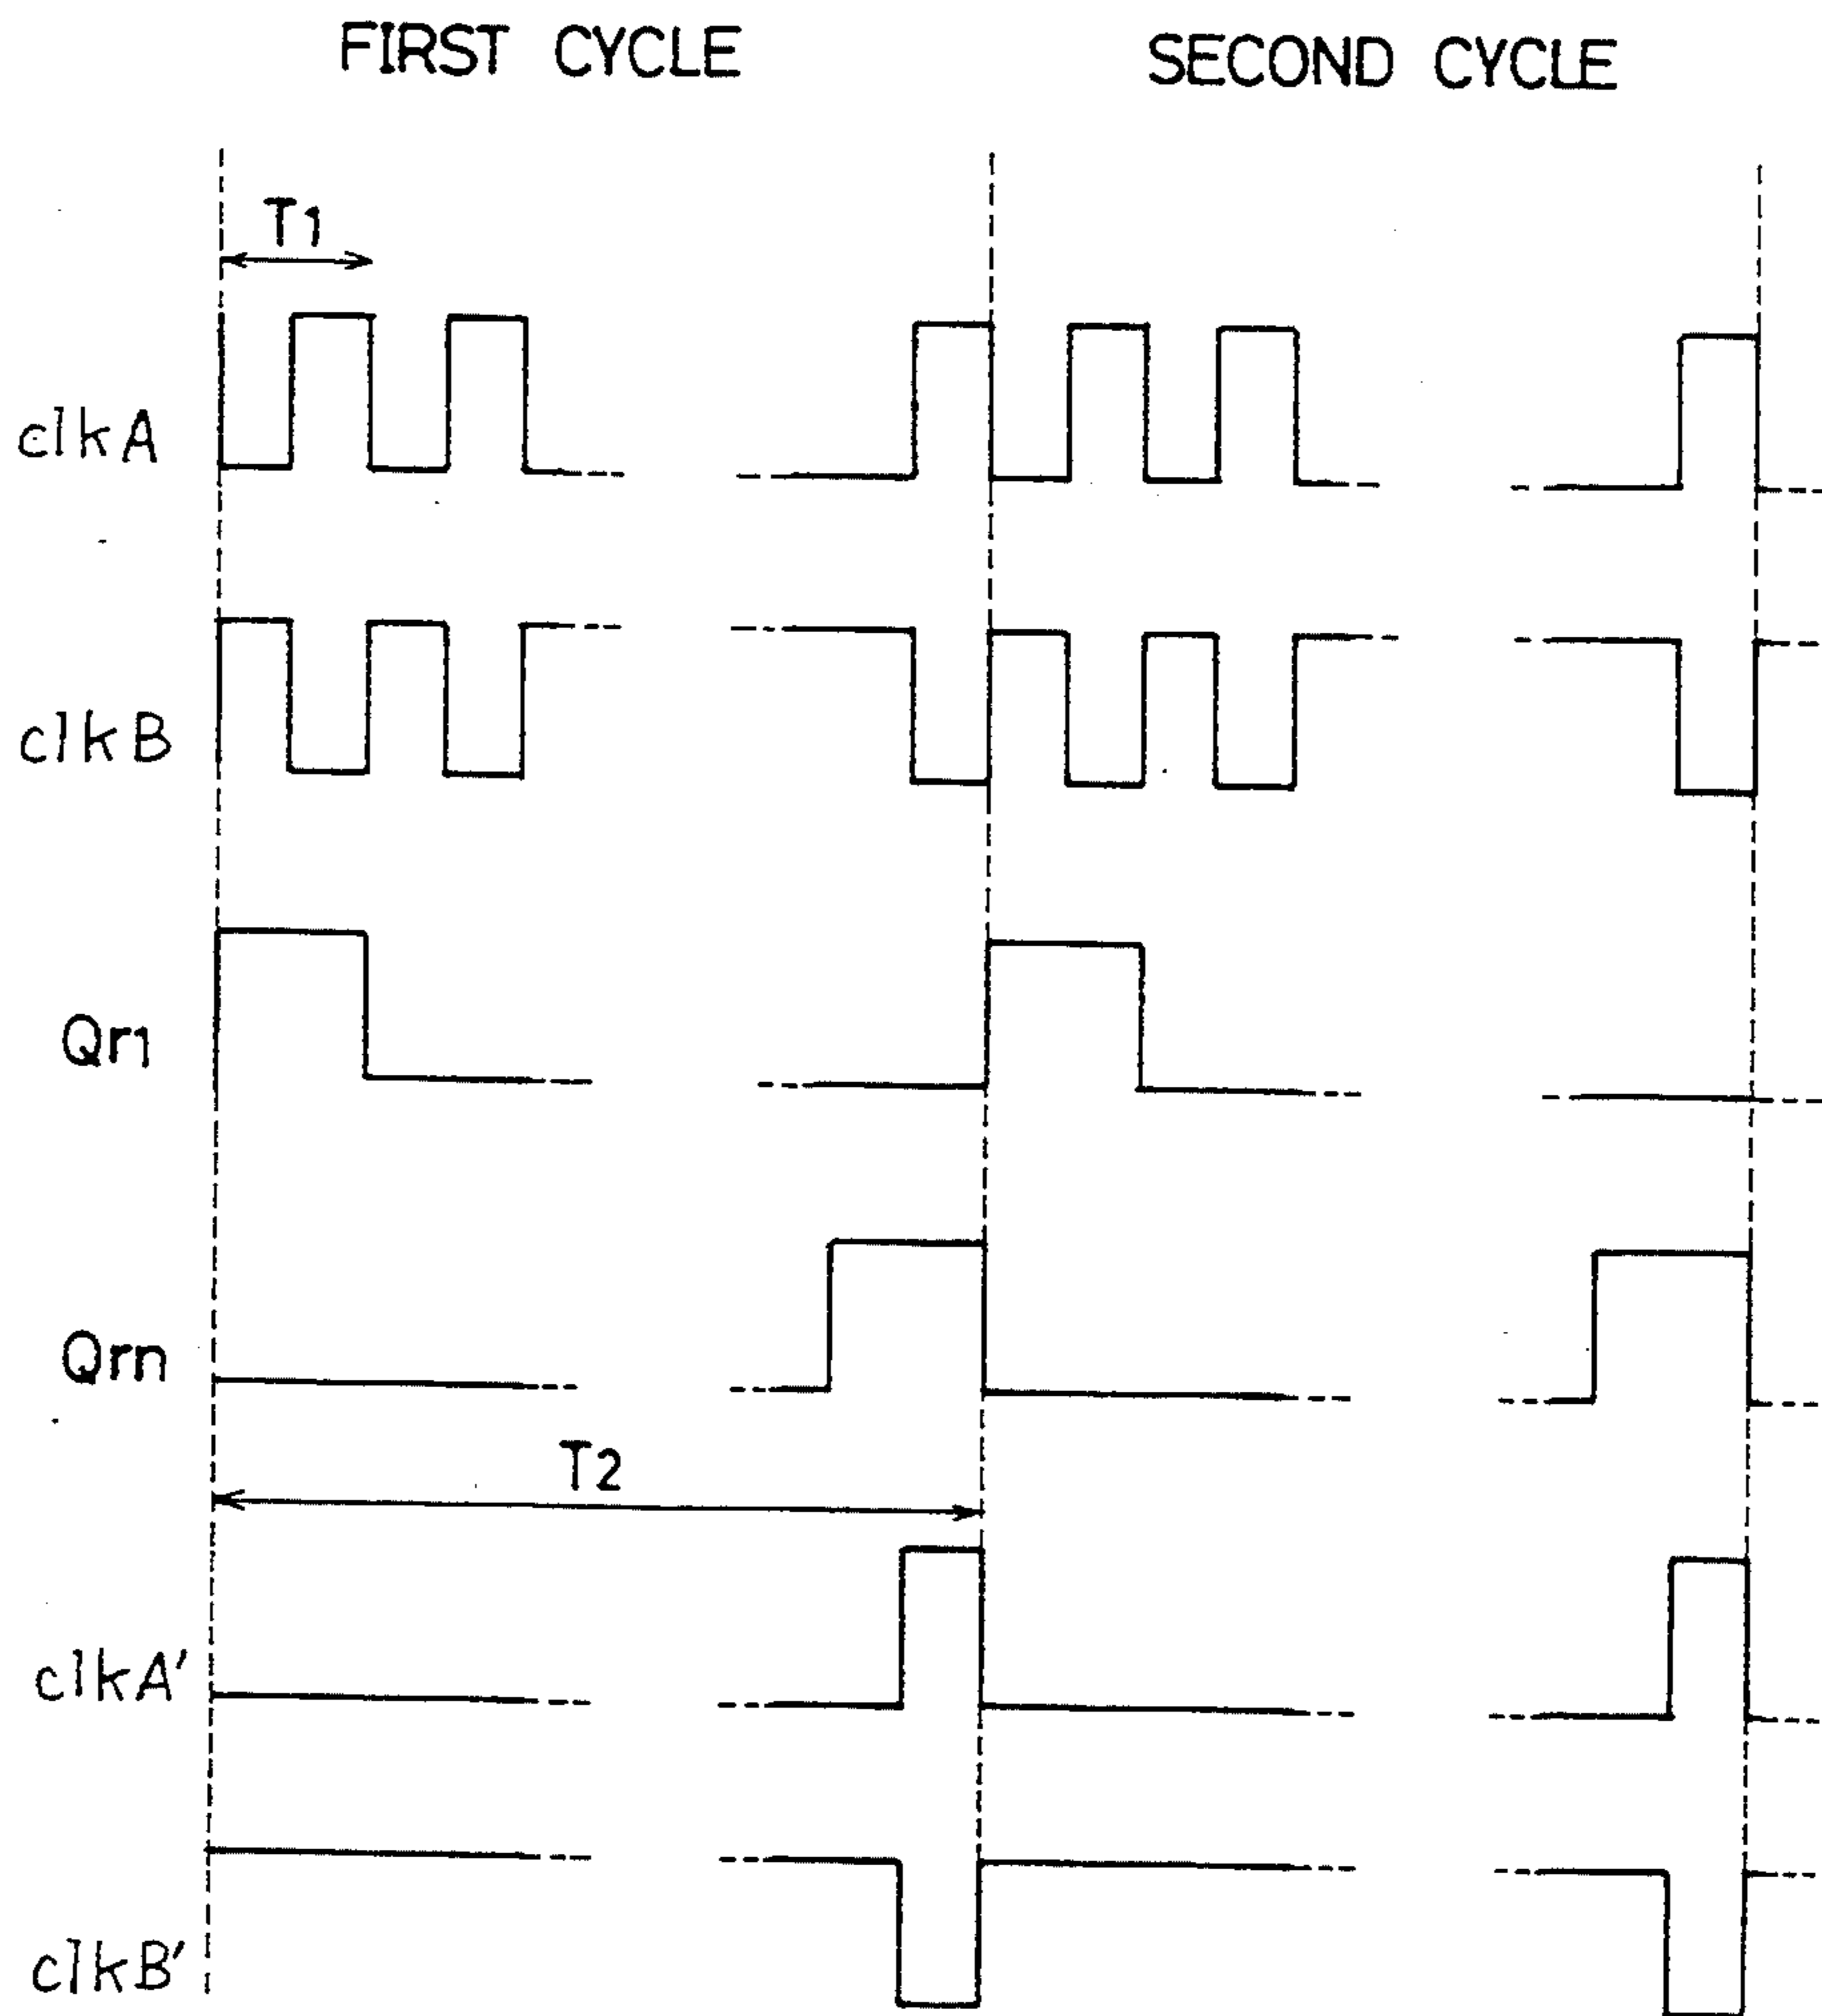 FIRST CYCLE SECOND CYCLE
T1
clkA
clkB
Qr1
Qrn
T2
clkA'
clkB'